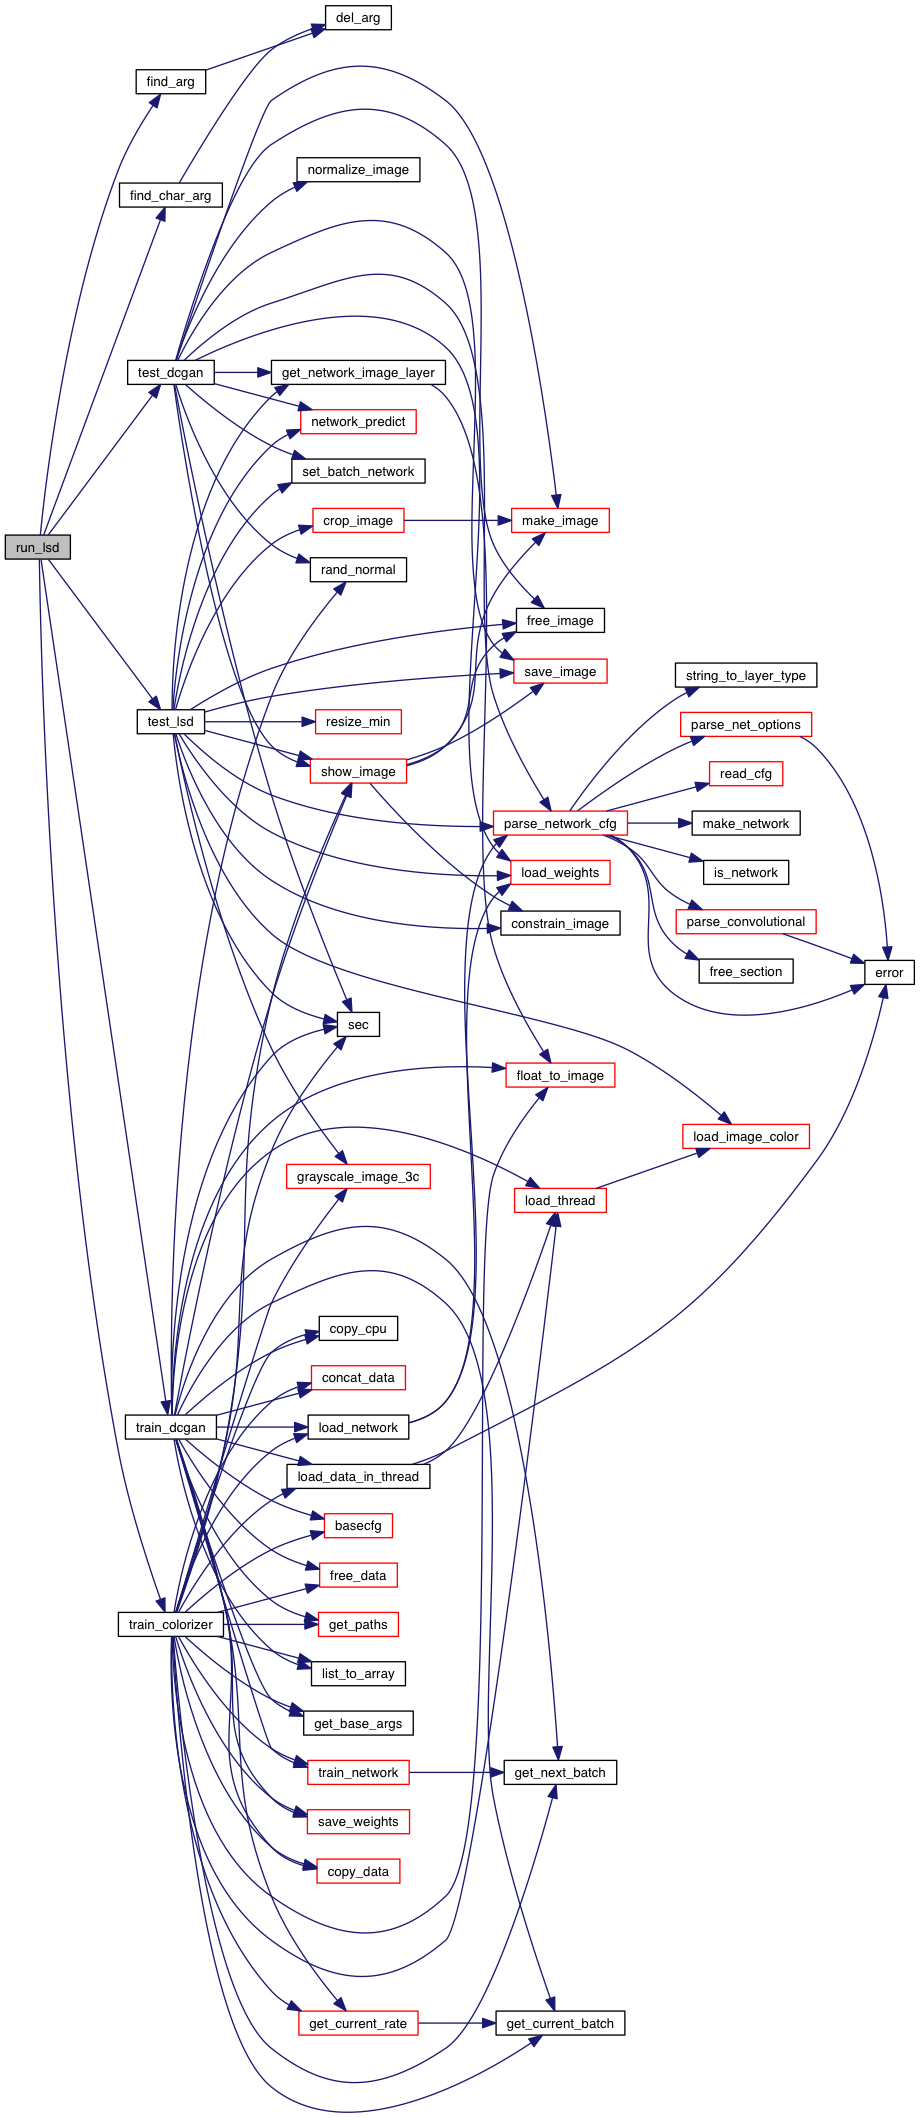 del_arg
find_arg
normalize_image
find_char_arg
test_dcgan
get_network_image_layer
network_predict
set_batch_network
crop_image
make_image
run_lsd
rand_normal
free_image
save_image
string_to_layer_type
test_lsd
resize_min
parse_net_options
show_image
read_cfg
parse_network_cfg
make_network
load_weights
is_network
constrain_image
parse_convolutional
free_section
error
sec
float_to_image
load_image_color
grayscale_image_3c
load_thread
copy_cpu
concat_data
train_dcgan
load_network
load_data_in_thread
basecfg
free_data
train_colorizer
get_paths
list_to_array
get_base_args
train_network
get_next_batch
save_weights
copy_data
get_current_rate
get_current_batch